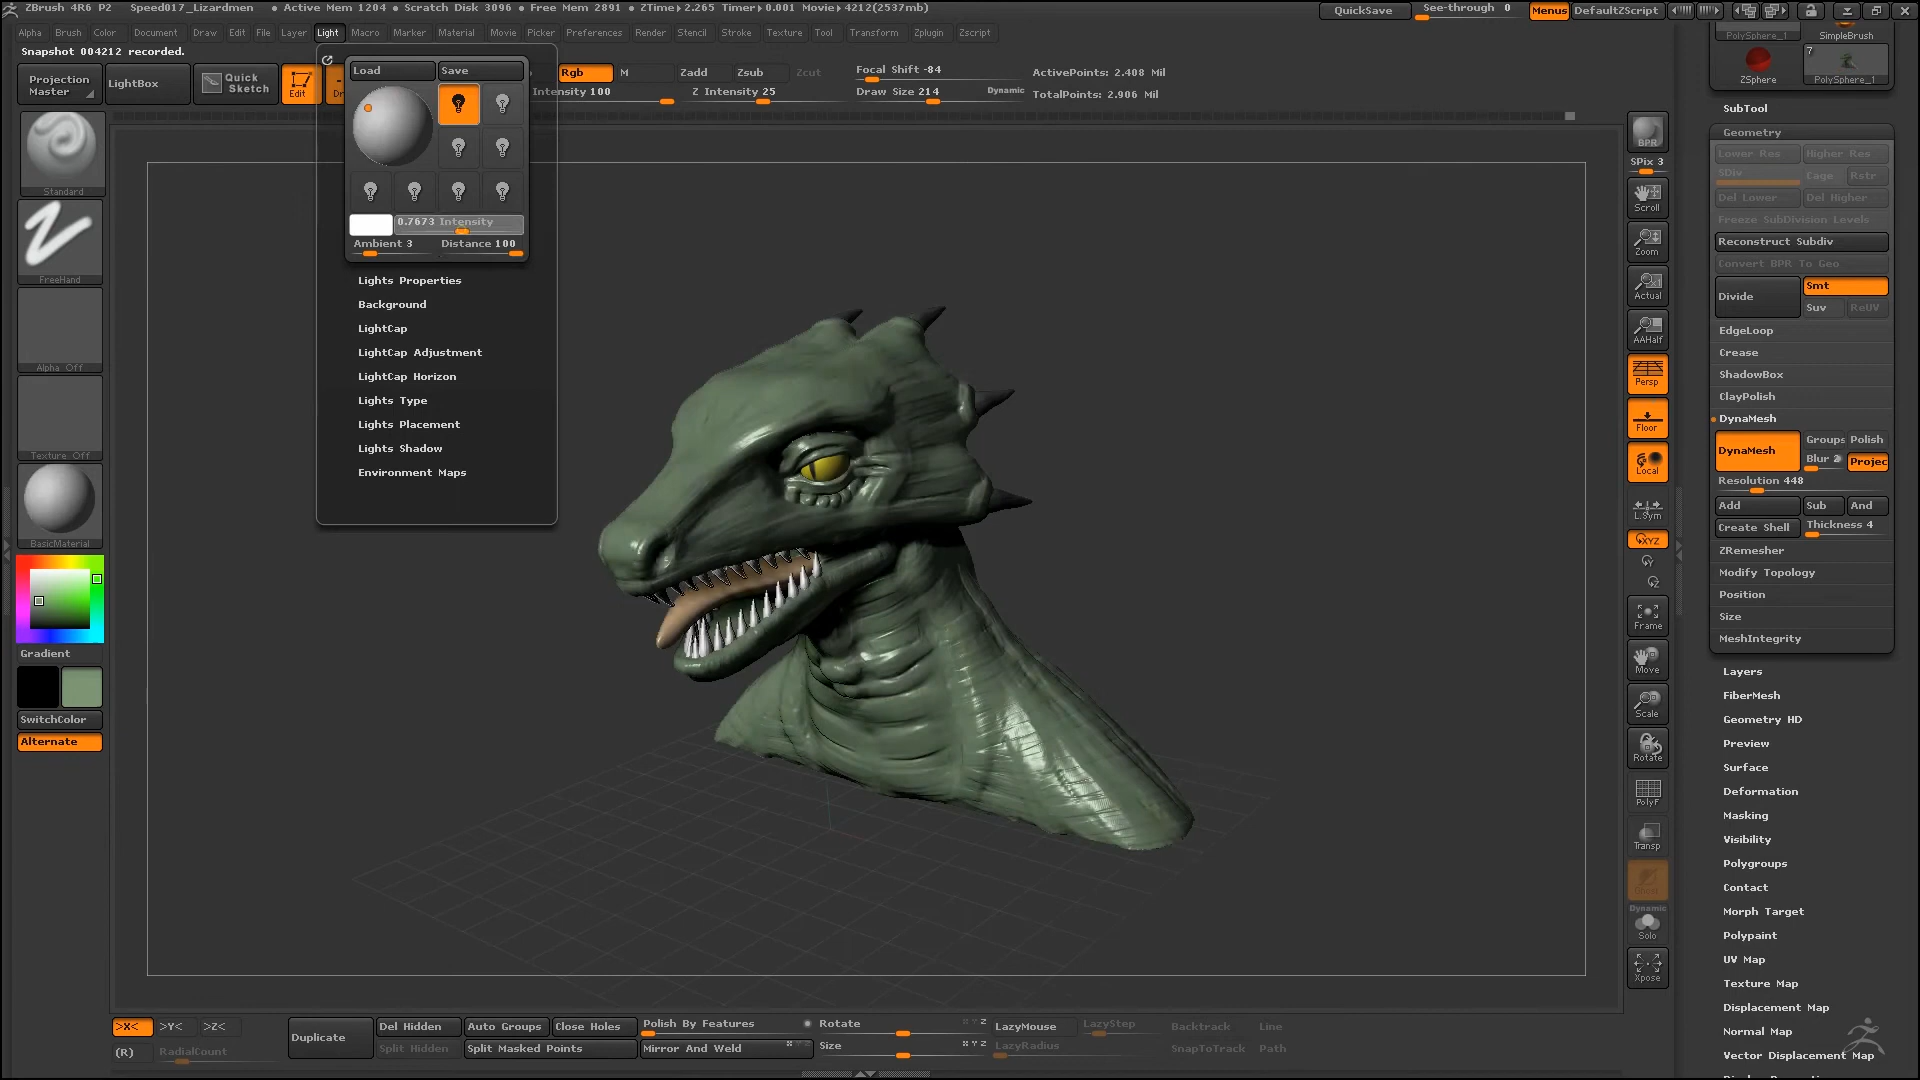 ZBrush 4R6 P2 Speed017_Lizardmen • Active Mem 1204 • Scratch Disk 3096 • Free Mem 2891 • ZTime▸2.265 Timer▸0.001 Movie▸4212(2537mb)
QuickSave See-through 0 Menus DefaultZScript
Alpha Brush Color Document Draw Edit File Layer Light Macro Marker Material Movie Picker Preferences Render Stencil Stroke Texture Tool Transform Zplugin Zscript
Snapshot 004212 recorded.
Projection Master
LightBox
Quick Sketch
Edit
Rgb M Zadd Zsub Zcut
Intensity 100 Z Intensity 25
Focal Shift -84
Draw Size 214 Dynamic
ActivePoints: 2.408 Mil
TotalPoints: 2.906 Mil
Load Save
0.7673 Intensity
Ambient 3 Distance 100
Lights Properties
Background
LightCap
LightCap Adjustment
LightCap Horizon
Lights Type
Lights Placement
Lights Shadow
Environment Maps
Standard
FreeHand
Alpha Off
Texture Off
BasicMaterial
Gradient
SwitchColor
Alternate
BPR
SPix 3
Scroll
Zoom
Actual
AAHalf
Persp
Floor
Local
L.Sym
XYZ
Frame
Move
Scale
Rotate
PolyF
Transp
Ghost
Dynamic
Solo
Xpose
PolySphere_1 SimpleBrush
7
ZSphere PolySphere_1
SubTool
Geometry
Lower Res Higher Res
SDiv Cage Rstr
Del Lower Del Higher
Freeze SubDivision Levels
Reconstruct Subdiv
Convert BPR To Geo
Divide Smt
Suv ReUV
EdgeLoop
Crease
ShadowBox
ClayPolish
DynaMesh
DynaMesh Groups Polish
Blur 2 Projec
Resolution 448
Add Sub And
Create Shell Thickness 4
ZRemesher
Modify Topology
Position
Size
MeshIntegrity
Layers
FiberMesh
Geometry HD
Preview
Surface
Deformation
Masking
Visibility
Polygroups
Contact
Morph Target
Polypaint
UV Map
Texture Map
Displacement Map
Normal Map
Vector Displacement Map
>X< >Y< >Z<
(R) RadialCount
Duplicate
Del Hidden Auto Groups Close Holes
Split Hidden Split Masked Points
Polish By Features
Mirror And Weld
Rotate
Size
LazyMouse LazyStep
LazyRadius
Backtrack Line
SnapToTrack Path